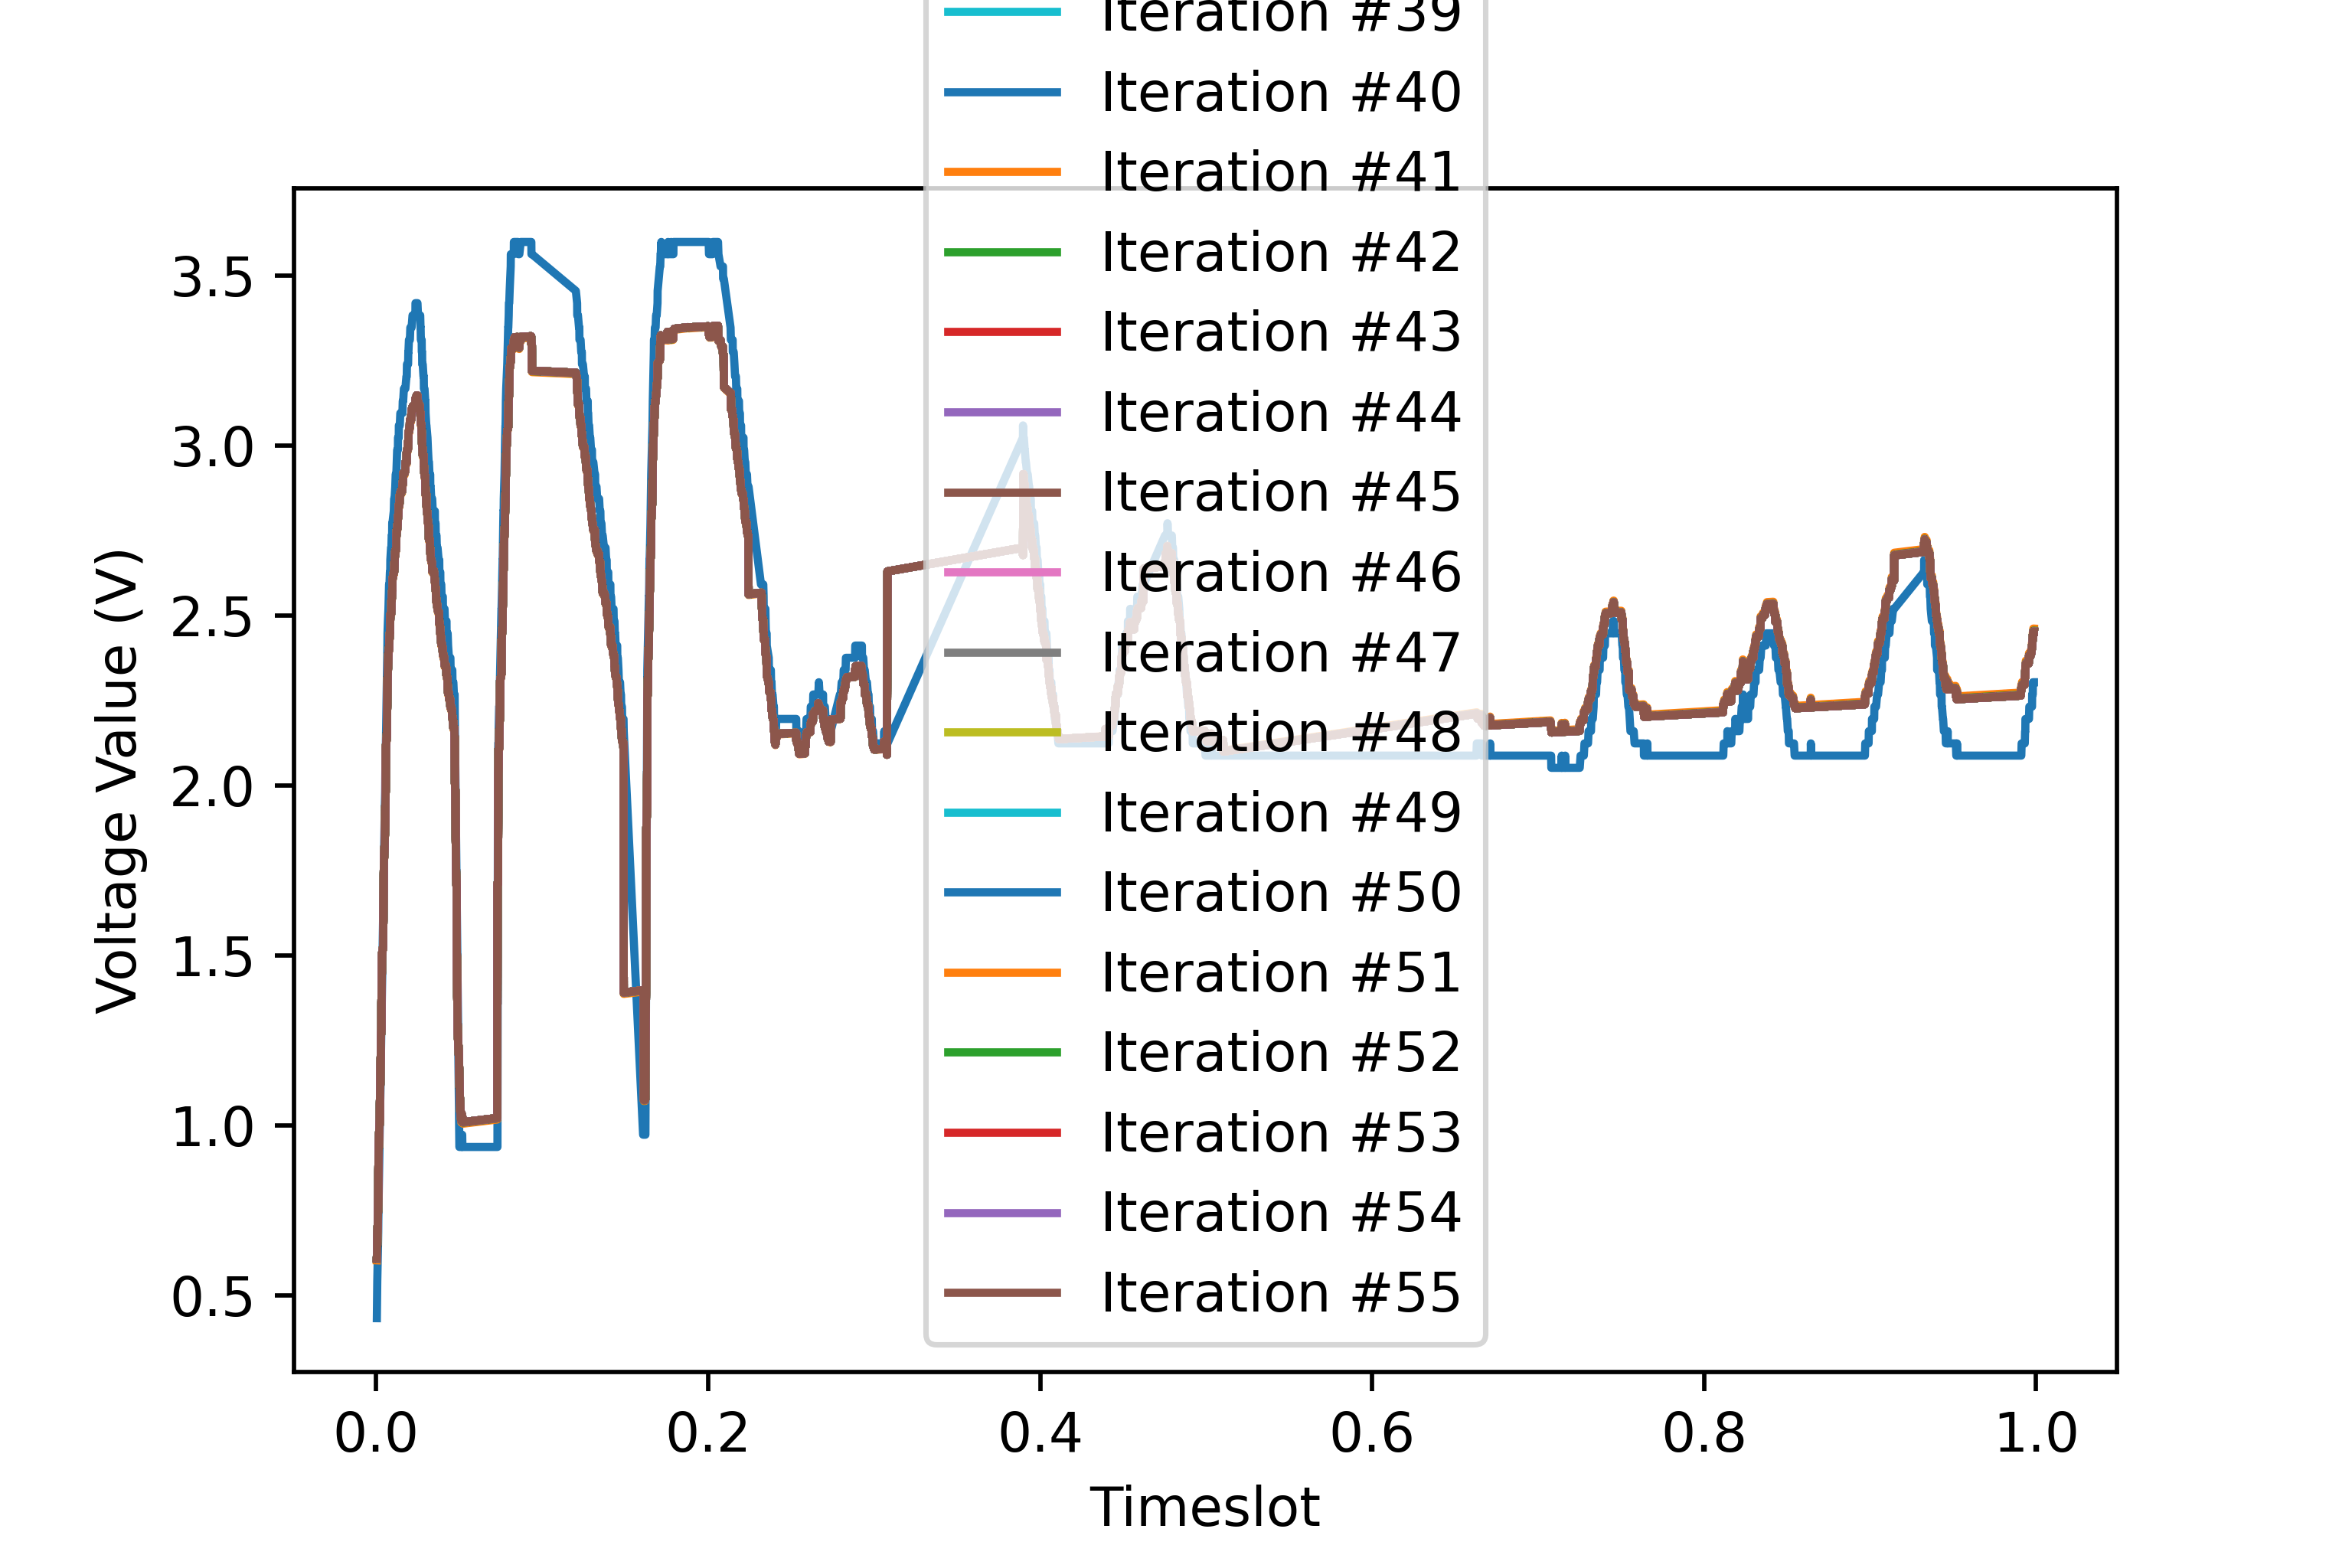 Iteration #39
Iteration #40
Iteration #41
Iteration #42
Iteration #43
Iteration #44
Iteration #45
Iteration #46
Iteration #47
Iteration #48
Iteration #49
Iteration #50
Iteration #51
Iteration #52
Iteration #53
Iteration #54
Iteration #55
3.5
3.0
2.5
2.0
1.5
1.0
0.5
Voltage Value (V)
0.0 0.2 0.4 0.6 0.8 1.0
Timeslot